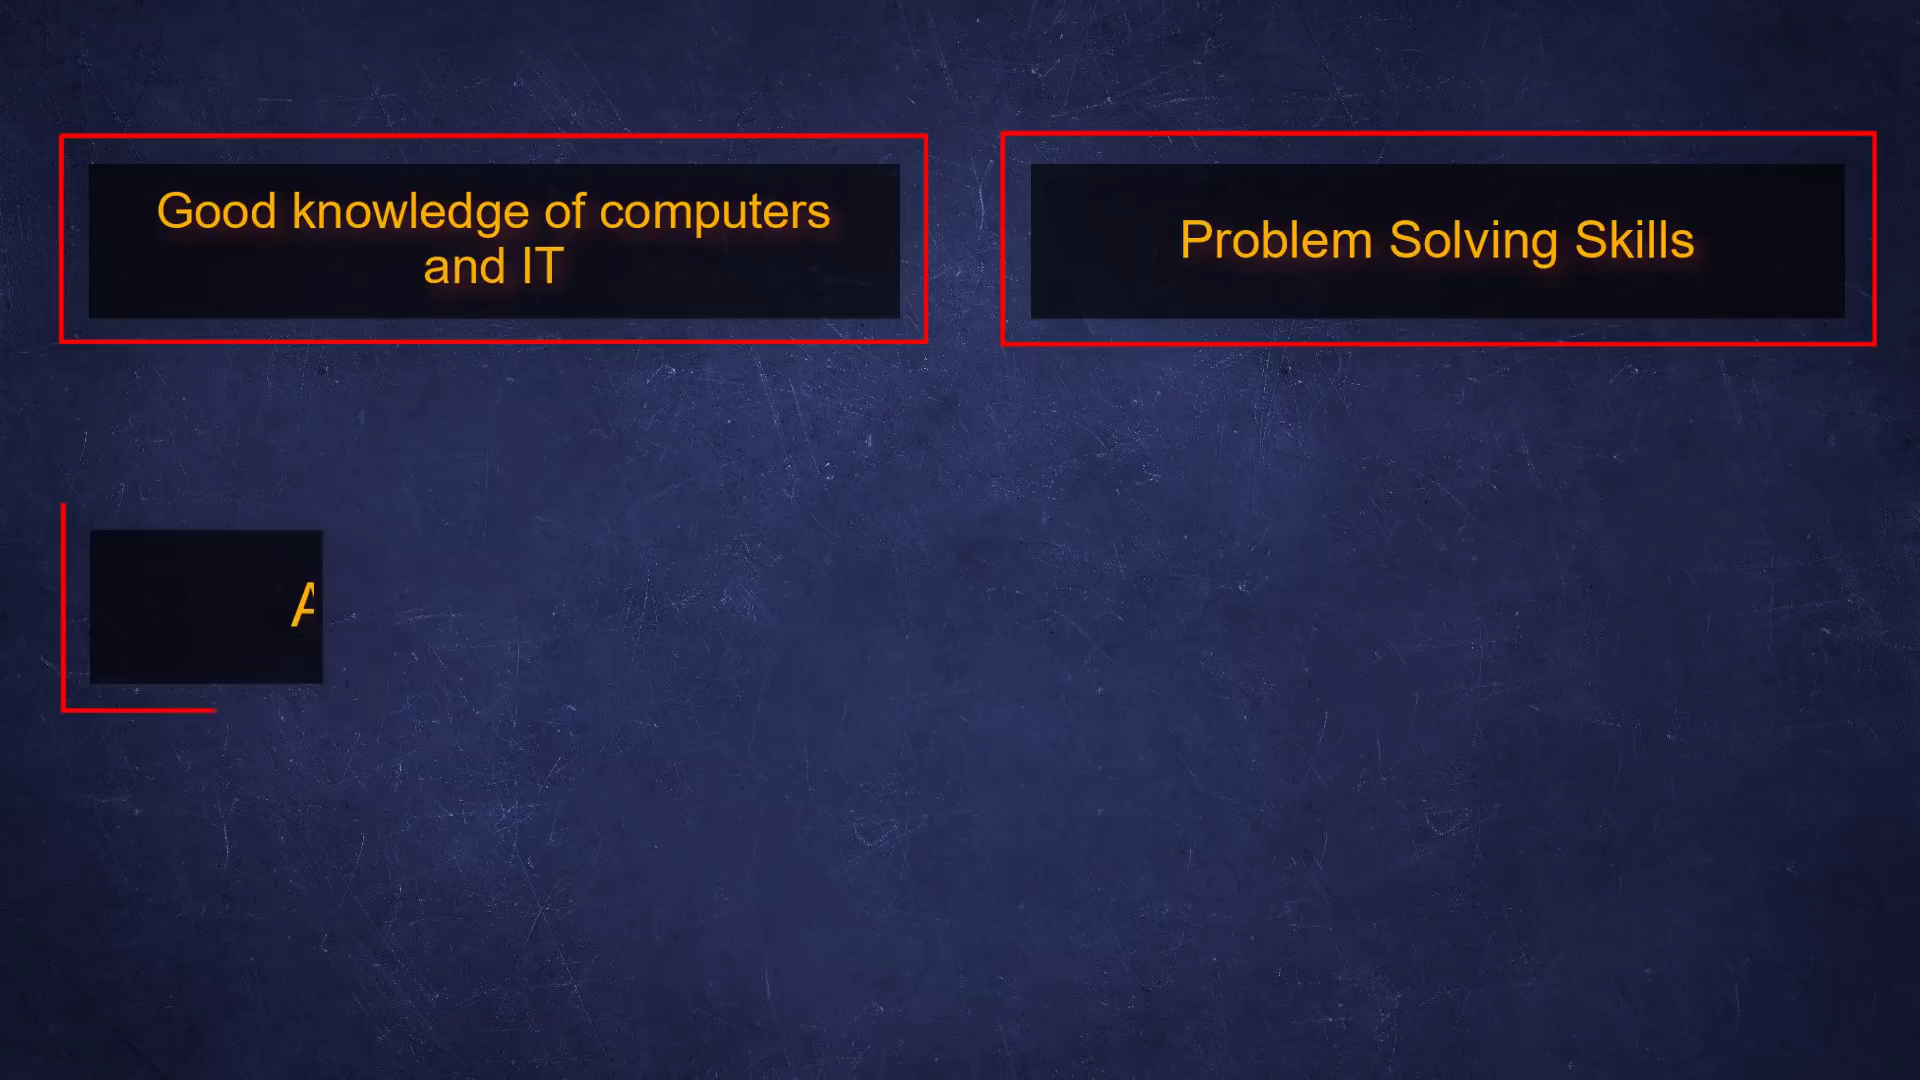 Good knowledge of computers
and IT
Problem Solving Skills